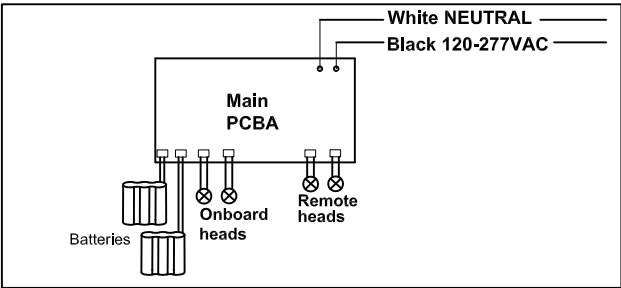 White NEUTRAL
Black 120-277VAC
Main
PCBA
Onboard
heads
Remote
heads
Batteries